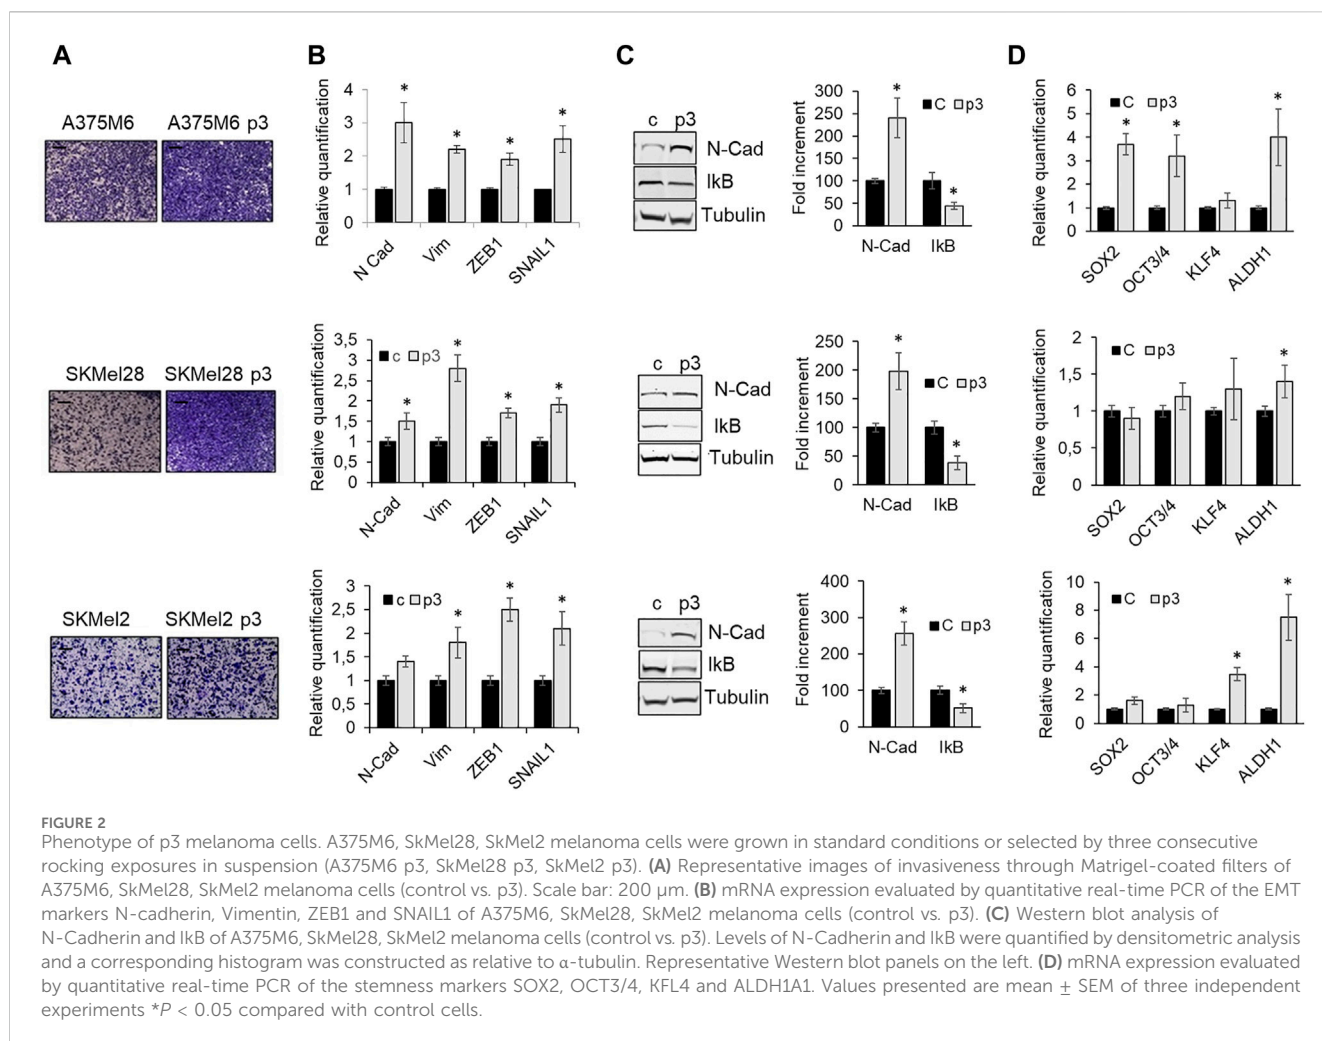 A
B
C
D
A375M6
A375M6 p3
Relative quantification
4
3
2
1
0
*
*
*
*
N Cad
Vim
ZEB1
SNAIL1
c p3
N-Cad
IkB
Tubulin
Fold increment
300
250
200
150
100
50
0
C p3
*
*
N-Cad IkB
Relative quantification
6
5
4
3
2
1
0
C p3
*
*
*
SOX2
OCT3/4
KLF4
ALDH1
SKMel28
SKMel28 p3
Relative quantification
3,5
3
2,5
2
1,5
1
0,5
0
c p3
*
*
*
*
N-Cad
Vim
ZEB1
SNAIL1
c p3
N-Cad
IkB
Tubulin
Fold increment
250
200
150
100
50
0
C p3
*
*
N-Cad IkB
Relative quantification
2
1,5
1
0,5
0
C p3
*
SOX2
OCT3/4
KLF4
ALDH1
SKMel2
SKMel2 p3
Relative quantification
3
2,5
2
1,5
1
0,5
0
c p3
*
*
*
N-Cad
Vim
ZEB1
SNAIL1
c p3
N-Cad
IkB
Tubulin
Fold increment
400
300
200
100
0
C p3
*
*
N-Cad IkB
Relative quantification
10
8
6
4
2
0
C p3
*
*
SOX2
OCT3/4
KLF4
ALDH1
FIGURE 2
Phenotype of p3 melanoma cells. A375M6, SkMel28, SkMel2 melanoma cells were grown in standard conditions or selected by three consecutive
rocking exposures in suspension (A375M6 p3, SkMel28 p3, SkMel2 p3). (A) Representative images of invasiveness through Matrigel-coated filters of
A375M6, SkMel28, SkMel2 melanoma cells (control vs. p3). Scale bar: 200 μm. (B) mRNA expression evaluated by quantitative real-time PCR of the EMT
markers N-cadherin, Vimentin, ZEB1 and SNAIL1 of A375M6, SkMel28, SkMel2 melanoma cells (control vs. p3). (C) Western blot analysis of
N-Cadherin and IkB of A375M6, SkMel28, SkMel2 melanoma cells (control vs. p3). Levels of N-Cadherin and IkB were quantified by densitometric analysis
and a corresponding histogram was constructed as relative to α-tubulin. Representative Western blot panels on the left. (D) mRNA expression evaluated
by quantitative real-time PCR of the stemness markers SOX2, OCT3/4, KFL4 and ALDH1A1. Values presented are mean ± SEM of three independent
experiments *P < 0.05 compared with control cells.